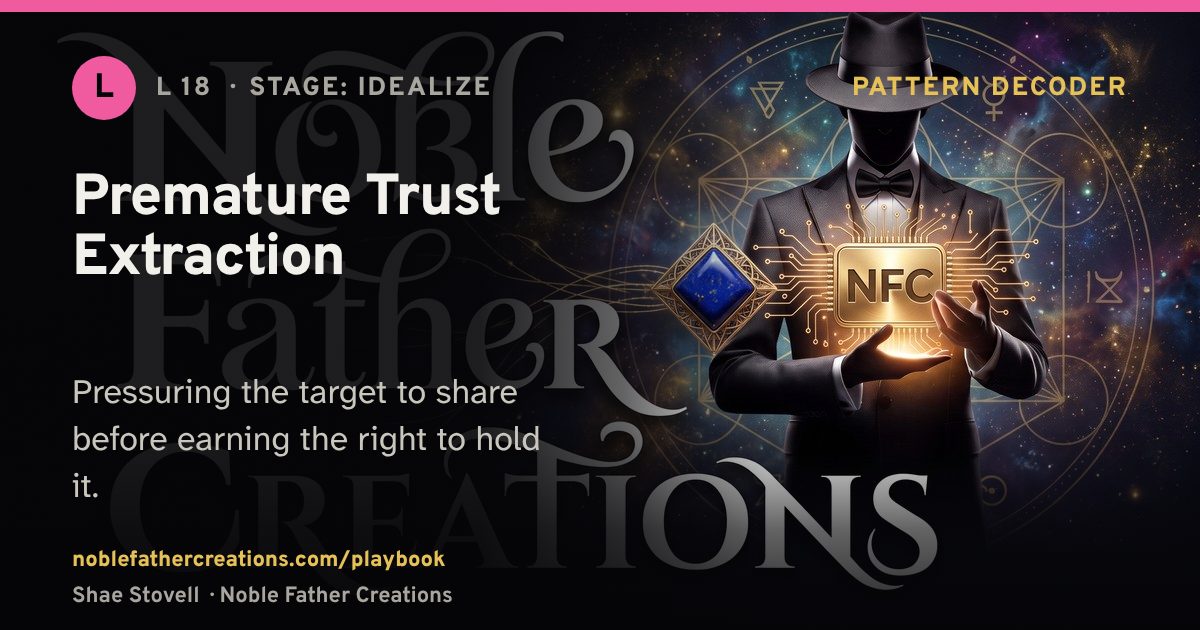 L
L 18 · STAGE: IDEALIZE
PATTERN DECODER
Premature Trust
Extraction
Pressuring the target to share
before earning the right to hold
it.
noblefathercreations.com/playbook
Shae Stovell · Noble Father Creations
Noble
Father
Creations
NFC